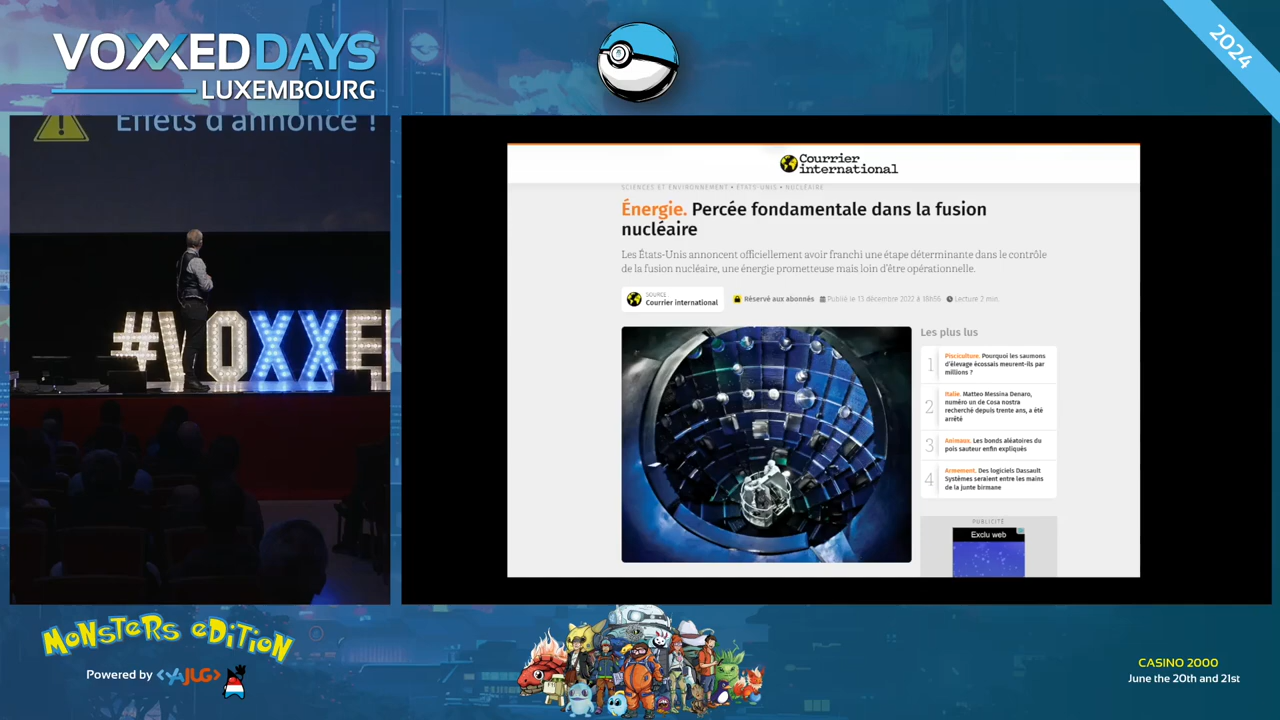 VOXXEDDAYS
LUXEMBOURG
2024
Effets d'annonce !
#VOXXE
Courrier
international
SCIENCES ET ENVIRONNEMENT • ÉTATS-UNIS • NUCLÉAIRE
Énergie. Percée fondamentale dans la fusion
nucléaire
Les États-Unis annoncent officiellement avoir franchi une étape déterminante dans le contrôle
de la fusion nucléaire, une énergie prometteuse mais loin d'être opérationnelle.
SOURCE
Courrier international
Réservé aux abonnés
Publié le 13 décembre 2022 à 18h55
Lecture 2 min.
Les plus lus
1
Pisciculture. Pourquoi les saumons
d'élevage écossais meurent-ils par
millions ?
2
Italie. Matteo Messina Denaro,
numéro un de Cosa nostra
recherché depuis trente ans, a été
arrêté
3
Animaux. Les bonds aléatoires du
pois sauteur enfin expliqués
4
Armement. Des logiciels Dassault
Systèmes seraient entre les mains
de la junte birmane
PUBLICITÉ
Exclu web
MONSTERS EDITION
Powered by <YAJUG>
CASINO 2000
June the 20th and 21st